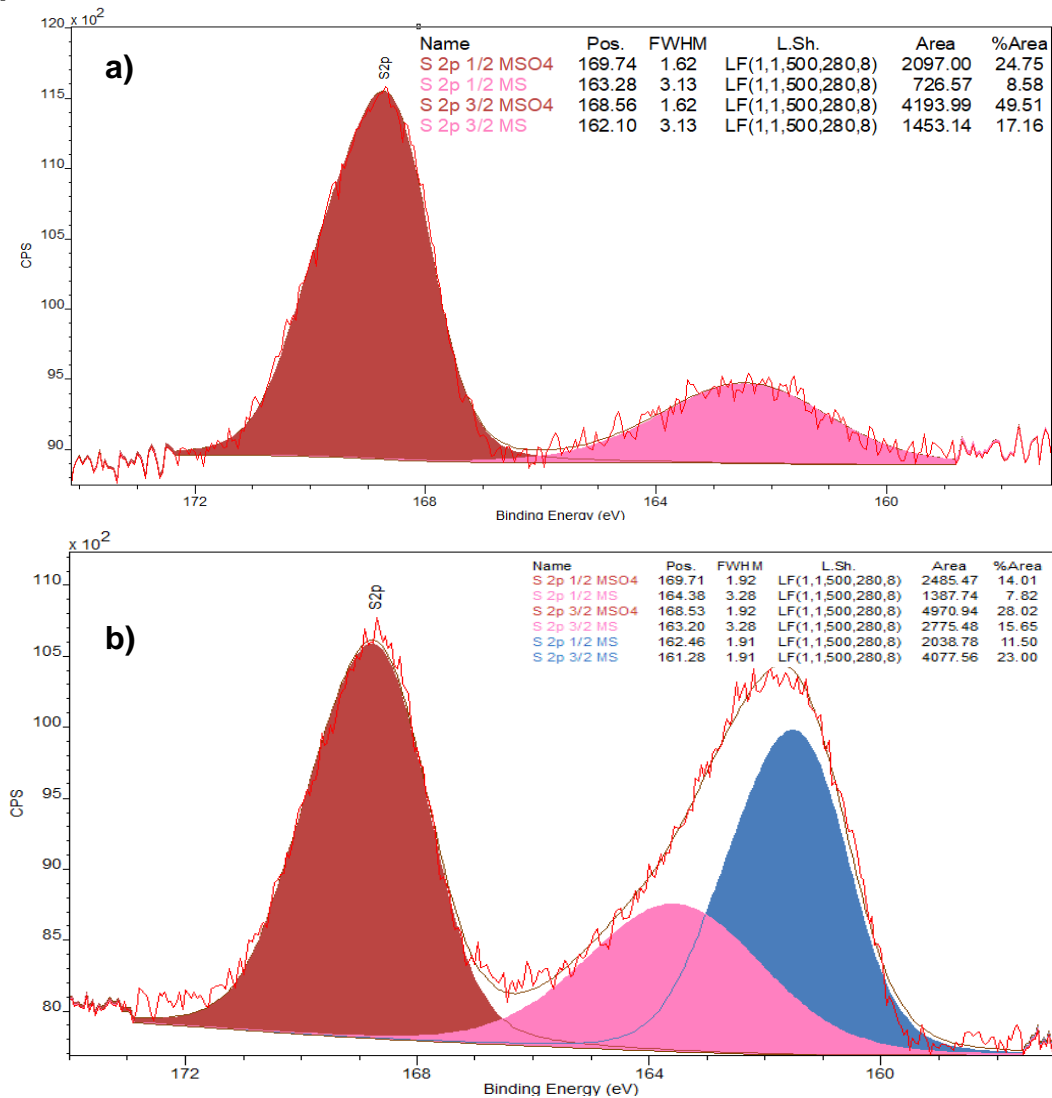 120 x 10²
a)
Name Pos. FWHM L.Sh. Area %Area
S 2p 1/2 MSO4 169.74 1.62 LF(1,1,500,280,8) 2097.00 24.75
S 2p 1/2 MS 163.28 3.13 LF(1,1,500,280,8) 726.57 8.58
S 2p 3/2 MSO4 168.56 1.62 LF(1,1,500,280,8) 4193.99 49.51
S 2p 3/2 MS 162.10 3.13 LF(1,1,500,280,8) 1453.14 17.16
S2p
115
110
105
100
95
90
CPS
172 168 164 160
Binding Energy (eV)
x 10²
b)
Name Pos. FWHM L.Sh. Area %Area
S 2p 1/2 MSO4 169.71 1.92 LF(1,1,500,280,8) 2485.47 14.01
S 2p 1/2 MS 164.38 3.28 LF(1,1,500,280,8) 1387.74 7.82
S 2p 3/2 MSO4 168.53 1.92 LF(1,1,500,280,8) 4970.94 28.02
S 2p 3/2 MS 163.20 3.28 LF(1,1,500,280,8) 2775.48 15.65
S 2p 1/2 MS 162.46 1.91 LF(1,1,500,280,8) 2038.78 11.50
S 2p 3/2 MS 161.28 1.91 LF(1,1,500,280,8) 4077.56 23.00
S2p
110
105
100
95
90
85
80
CPS
172 168 164 160
Binding Energy (eV)